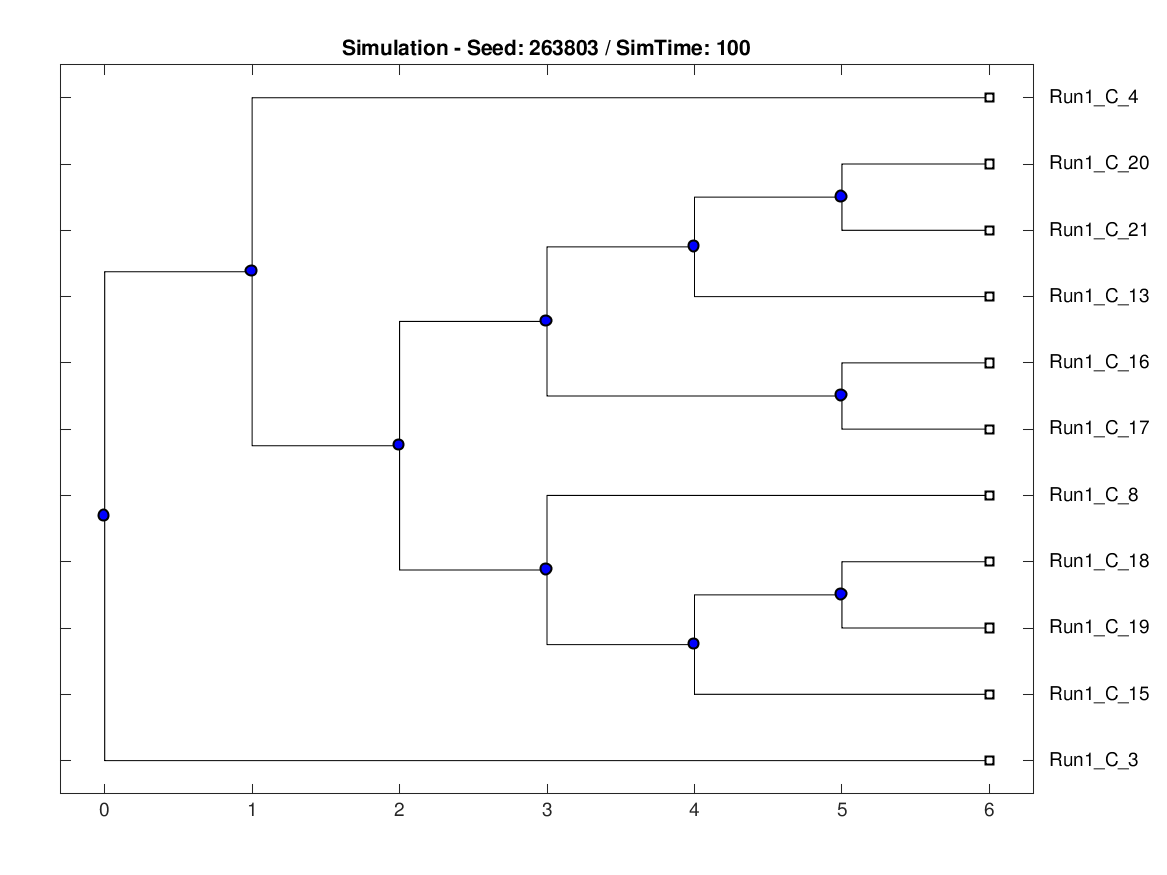 Simulation - Seed: 263803 / SimTime: 100
Run1_C_4
Run1_C_20
Run1_C_21
Run1_C_13
Run1_C_16
Run1_C_17
Run1_C_8
Run1_C_18
Run1_C_19
Run1_C_15
Run1_C_3
0 1 2 3 4 5 6